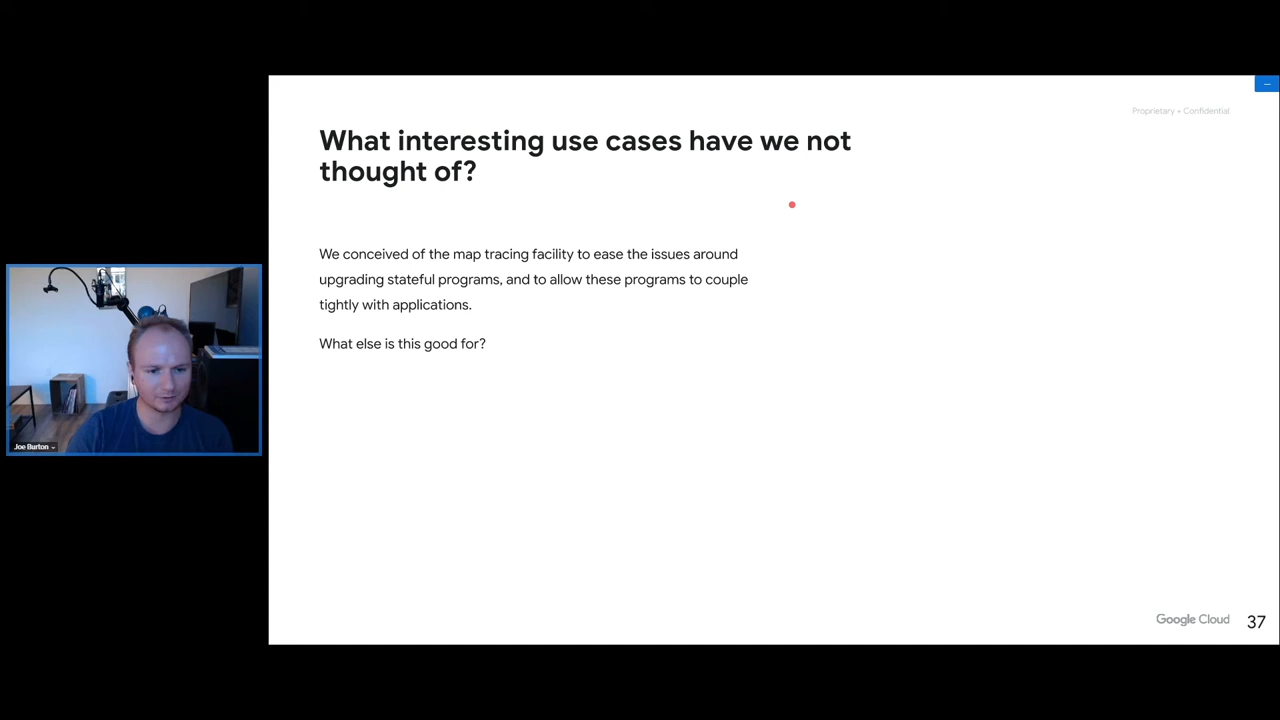 Proprietary + Confidential
What interesting use cases have we not
thought of?
We conceived of the map tracing facility to ease the issues around
upgrading stateful programs, and to allow these programs to couple
tightly with applications.
What else is this good for?
Joe Burton
Google Cloud
37